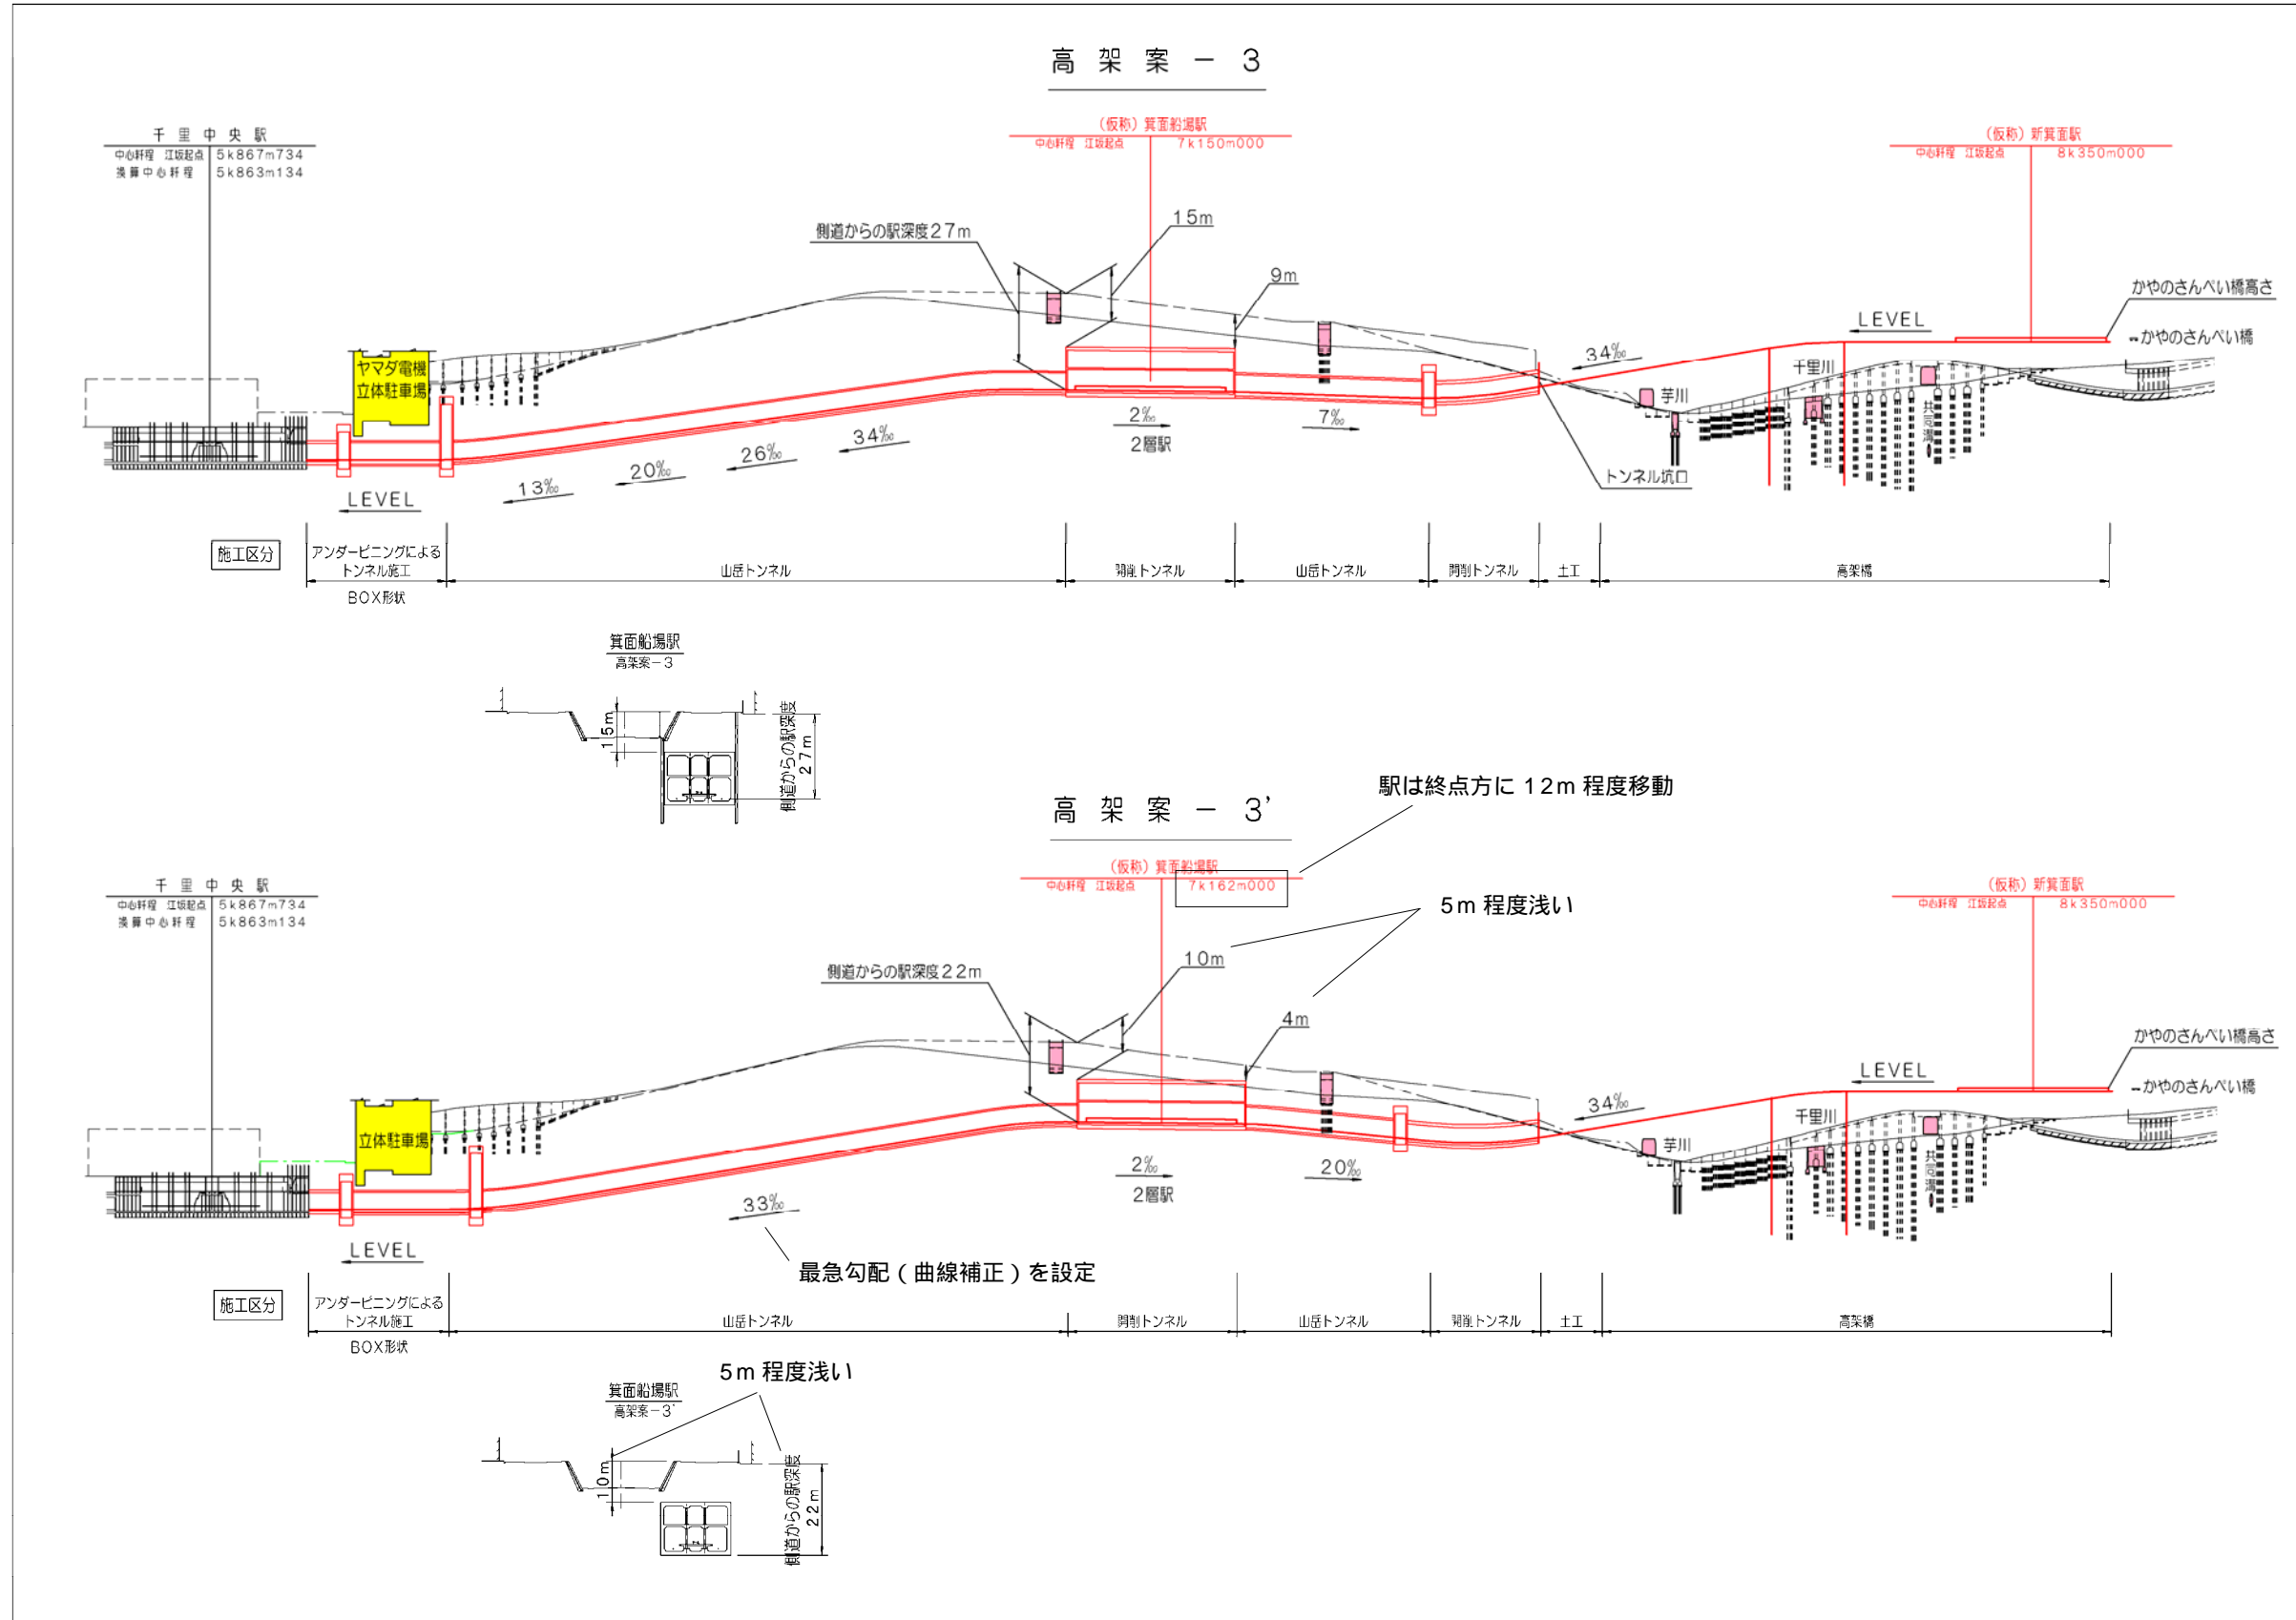 高架案－3
千里中央駅
中心粁程 江坂起点 5k867m734
換算中心粁程 5k863m134
(仮称) 箕面船場駅
中心粁程 江坂起点 7k150m000
(仮称) 新箕面駅
中心粁程 江坂起点 8k350m000
側道からの駅深度27m
15m
9m
かやのさんぺい橋高さ
かやのさんぺい橋
LEVEL
34‰
千里川
芋川
共同溝
ヤマダ電機
立体駐車場
LEVEL
13‰
20‰
26‰
34‰
2‰
2層駅
7‰
トンネル坑口
施工区分
アンダーピニングによる
トンネル施工
BOX形状
山岳トンネル
開削トンネル
山岳トンネル
開削トンネル
土工
高架橋
箕面船場駅
高架案－3
15m
側道からの駅深度
27m
駅は終点方に 12m 程度移動
高架案－3'
千里中央駅
中心粁程 江坂起点 5k867m734
換算中心粁程 5k863m134
(仮称) 箕面船場駅
中心粁程 江坂起点 7k162m000
(仮称) 新箕面駅
中心粁程 江坂起点 8k350m000
5m 程度浅い
側道からの駅深度22m
10m
4m
かやのさんぺい橋高さ
かやのさんぺい橋
LEVEL
34‰
千里川
芋川
共同溝
立体駐車場
LEVEL
33‰
2‰
2層駅
20‰
最急勾配（曲線補正）を設定
施工区分
アンダーピニングによる
トンネル施工
BOX形状
山岳トンネル
開削トンネル
山岳トンネル
開削トンネル
土工
高架橋
5m 程度浅い
箕面船場駅
高架案－3'
10m
側道からの駅深度
22m